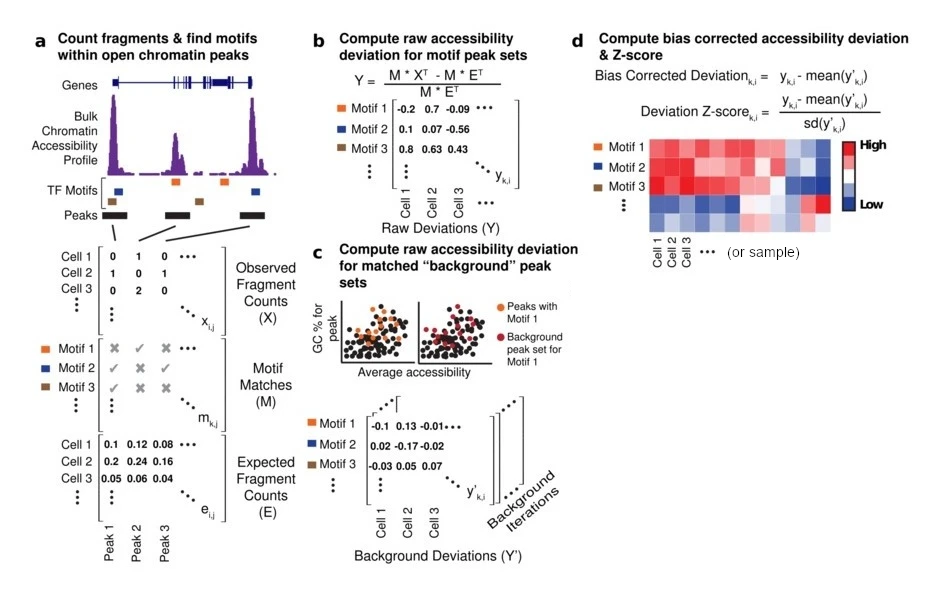 a Count fragments & find motifs
within open chromatin peaks
Genes
Bulk
Chromatin
Accessibility
Profile
TF Motifs
Peaks
Cell 1 0 1 0 •••
Cell 2 1 0 1
Cell 3 0 2 0
x i,j
Observed
Fragment
Counts
(X)
Motif 1 ✖ ✓ ✖ •••
Motif 2 ✓ ✖ ✓
Motif 3 ✓ ✖ ✖
m k,j
Motif
Matches
(M)
Cell 1 0.1 0.12 0.08 •••
Cell 2 0.2 0.24 0.16
Cell 3 0.05 0.06 0.04
e i,j
Expected
Fragment
Counts
(E)
Peak 1
Peak 2
Peak 3
b Compute raw accessibility
deviation for motif peak sets
Y = M * Xᵀ - M * Eᵀ
M * Eᵀ
Motif 1 -0.2 0.7 -0.09 •••
Motif 2 0.1 0.07 -0.56
Motif 3 0.8 0.63 0.43
y k,i
Cell 1
Cell 2
Cell 3
•••
Raw Deviations (Y)
c Compute raw accessibility deviation
for matched “background” peak
sets
GC % for
peak
Average accessibility
Peaks with
Motif 1
Background
peak set for
Motif 1
Motif 1 -0.1 0.13 -0.01•••
Motif 2 0.02 -0.17 -0.02
Motif 3 -0.03 0.05 0.07
y’ k,i
Cell 1
Cell 2
Cell 3
Background
Iterations
Background Deviations (Y’)
d Compute bias corrected accessibility deviation
& Z-score
Bias Corrected Deviation k,i = y k,i - mean(y’ k,i)
Deviation Z-score k,i = y k,i - mean(y’ k,i)
sd(y’ k,i)
Motif 1
Motif 2
Motif 3
High
Low
Cell 1
Cell 2
Cell 3
••• (or sample)